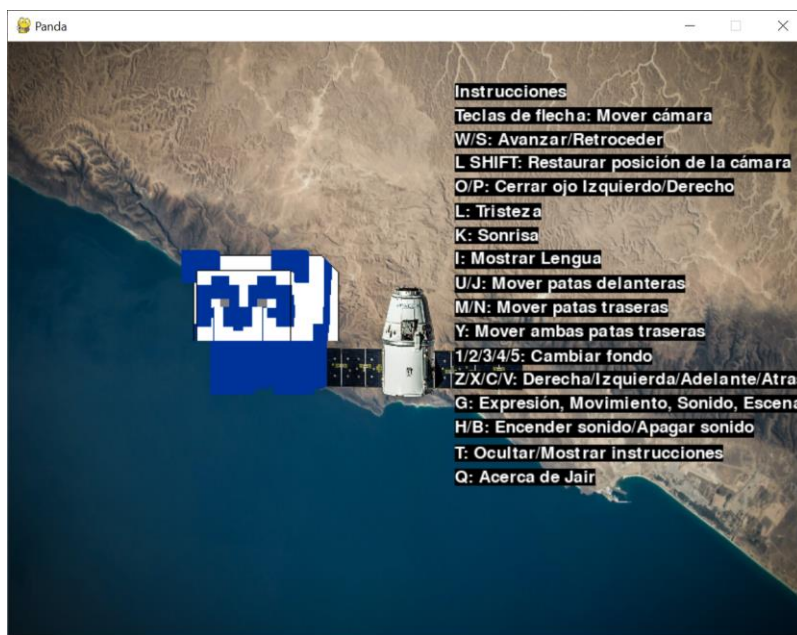 Panda
Instrucciones
Teclas de flecha: Mover cámara
W/S: Avanzar/Retroceder
L SHIFT: Restaurar posición de la cámara
O/P: Cerrar ojo Izquierdo/Derecho
L: Tristeza
K: Sonrisa
I: Mostrar Lengua
U/J: Mover patas delanteras
M/N: Mover patas traseras
Y: Mover ambas patas traseras
1/2/3/4/5: Cambiar fondo
Z/X/C/V: Derecha/Izquierda/Adelante/Atra
G: Expresión, Movimiento, Sonido, Escena
H/B: Encender sonido/Apagar sonido
T: Ocultar/Mostrar instrucciones
Q: Acerca de Jair